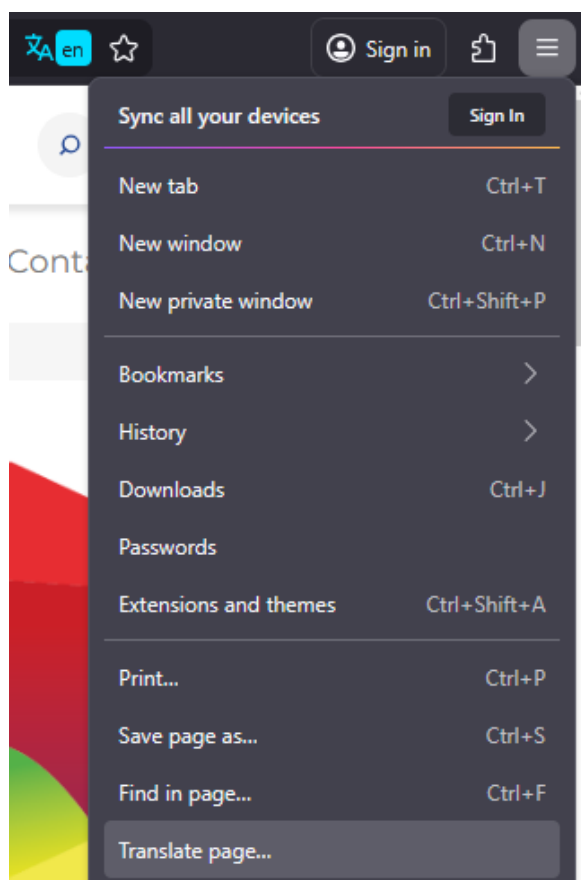 en
Sign in
Sync all your devices Sign In
New tab Ctrl+T
New window Ctrl+N
New private window Ctrl+Shift+P
Conta
Bookmarks
History
Downloads Ctrl+J
Passwords
Extensions and themes Ctrl+Shift+A
Print... Ctrl+P
Save page as... Ctrl+S
Find in page... Ctrl+F
Translate page...